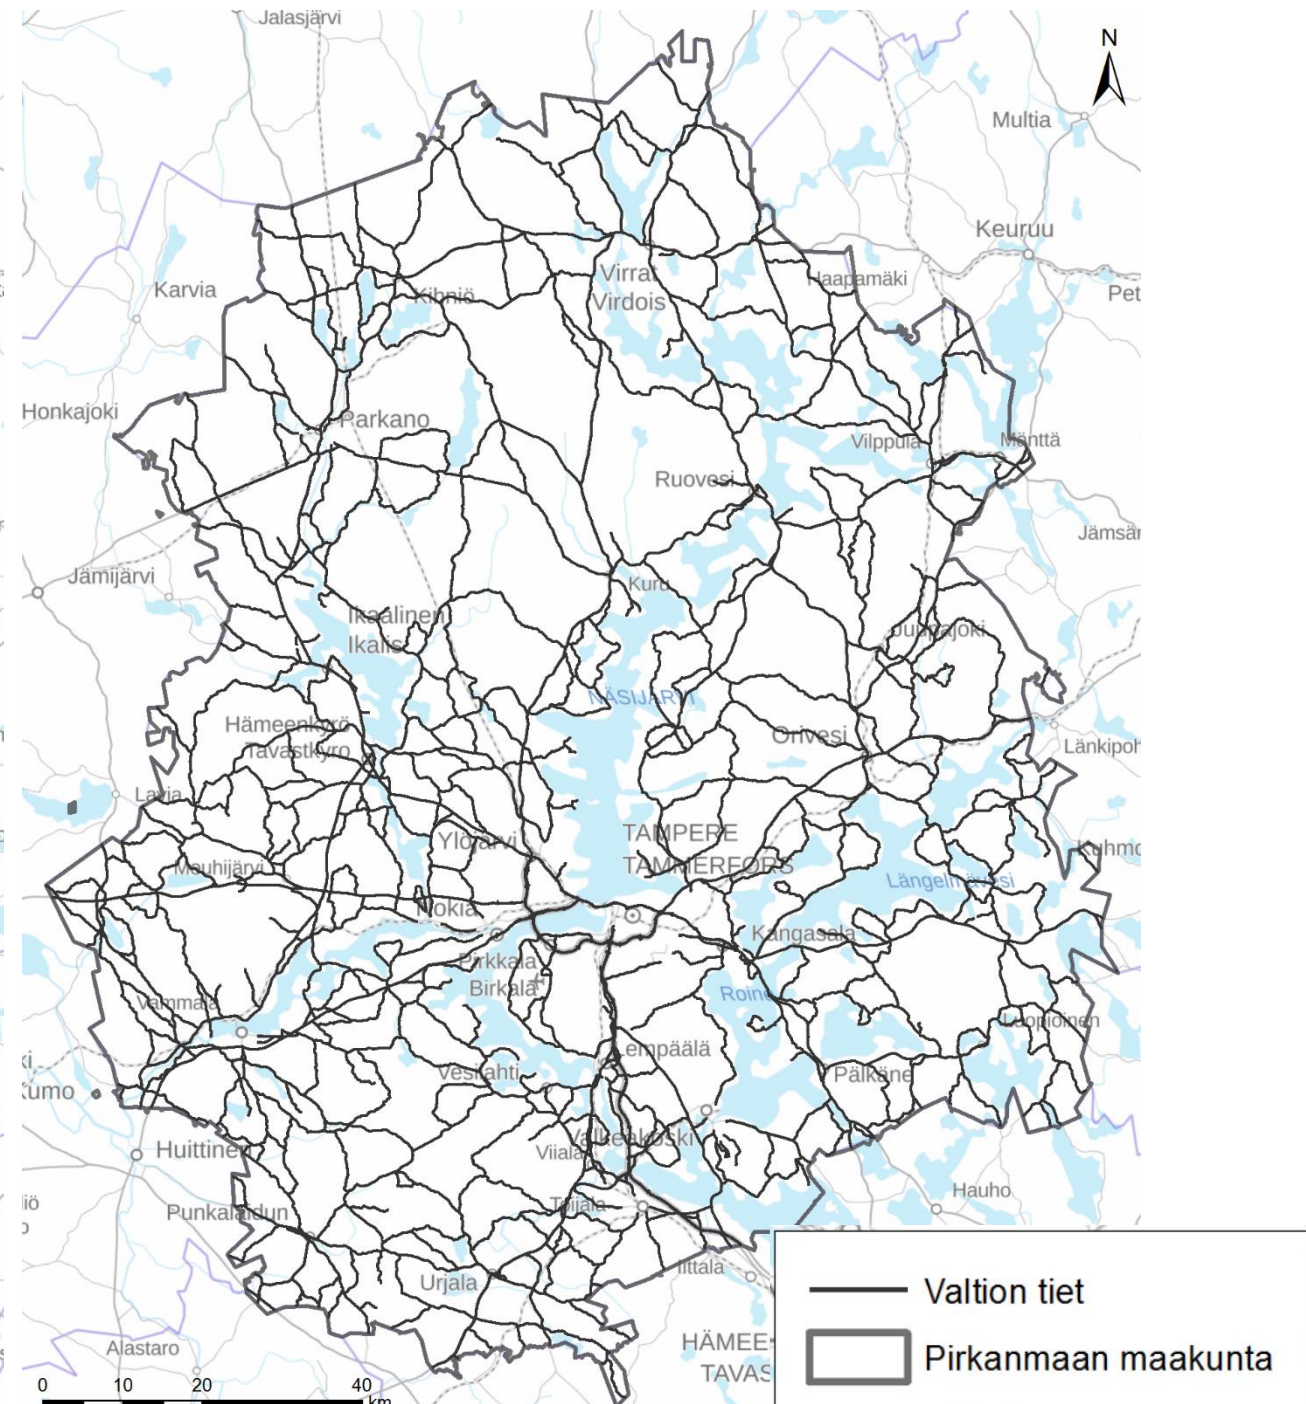 Jalasjärvi
N
Multia
Keuruu
Haapamäki
Karvia
Virrat
Virdois
Kihniö
Pet
Honkajoki
Parkano
Vilppula
Mänttä
Ruovesi
Jämsär
Jämijärvi
Kuru
Ikaalinen
Ikalis
Juupajoki
NÄSIJÄRVI
Hämeenkyrö
Tavastkyro
Orivesi
Länkipoh
Lavia
TAMPERE
TAMMERFORS
Ylöjärvi
Kuhmo
Mouhijärvi
Längelmävesi
Nokia
Kangasala
Pirkkala
Birkala
Roine
Vammala
Luopioinen
Lempäälä
Vesilahti
Pälkäne
Kumo
Valkeakoski
Huittinen
Viiala
Hauho
Punkalaidun
Toijala
Iittala
Urjala
Valtion tiet
HÄMEE
Alastaro
Pirkanmaan maakunta
TAVAS
0 10 20 40
km